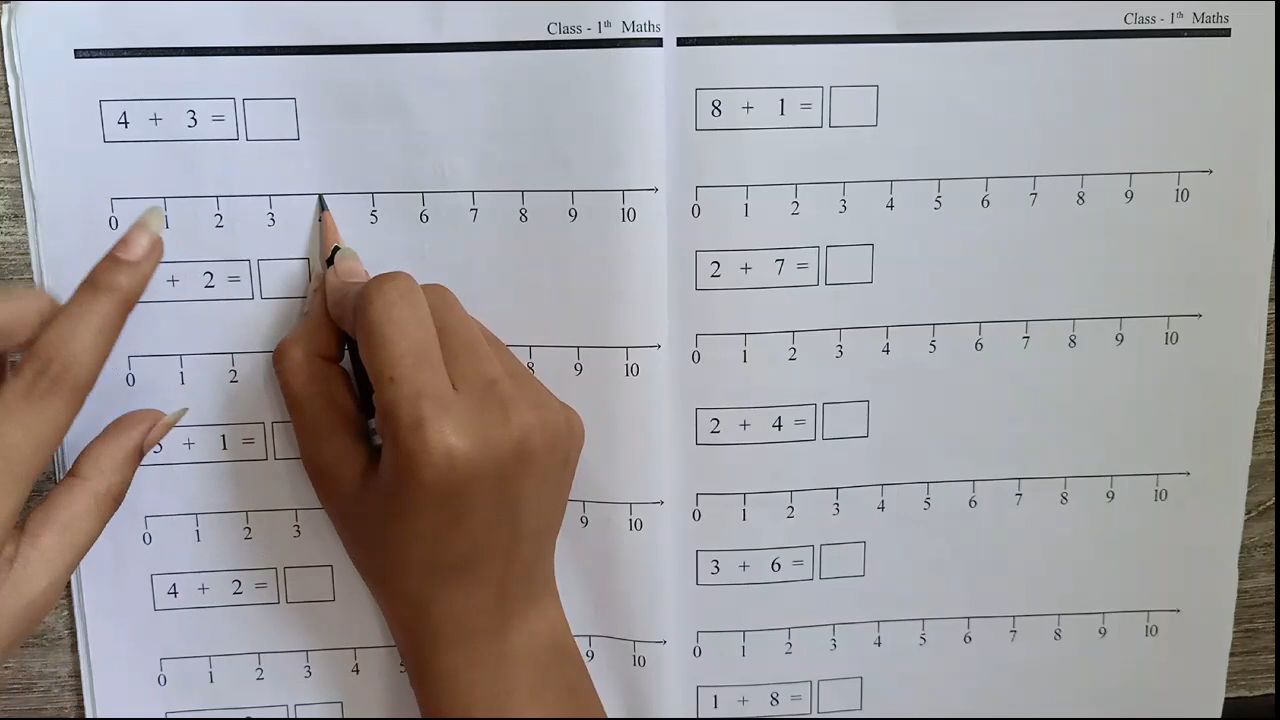 Class - 1th Maths
4 + 3 =
0 1 2 3 5 6 7 8 9 10
+ 2 =
0 1 2 8 9 10
+ 1 =
0 1 2 3 9 10
4 + 2 =
0 1 2 3 4 9 10
Class - 1th Maths
8 + 1 =
0 1 2 3 4 5 6 7 8 9 10
2 + 7 =
0 1 2 3 4 5 6 7 8 9 10
2 + 4 =
0 1 2 3 4 5 6 7 8 9 10
3 + 6 =
0 1 2 3 4 5 6 7 8 9 10
1 + 8 =